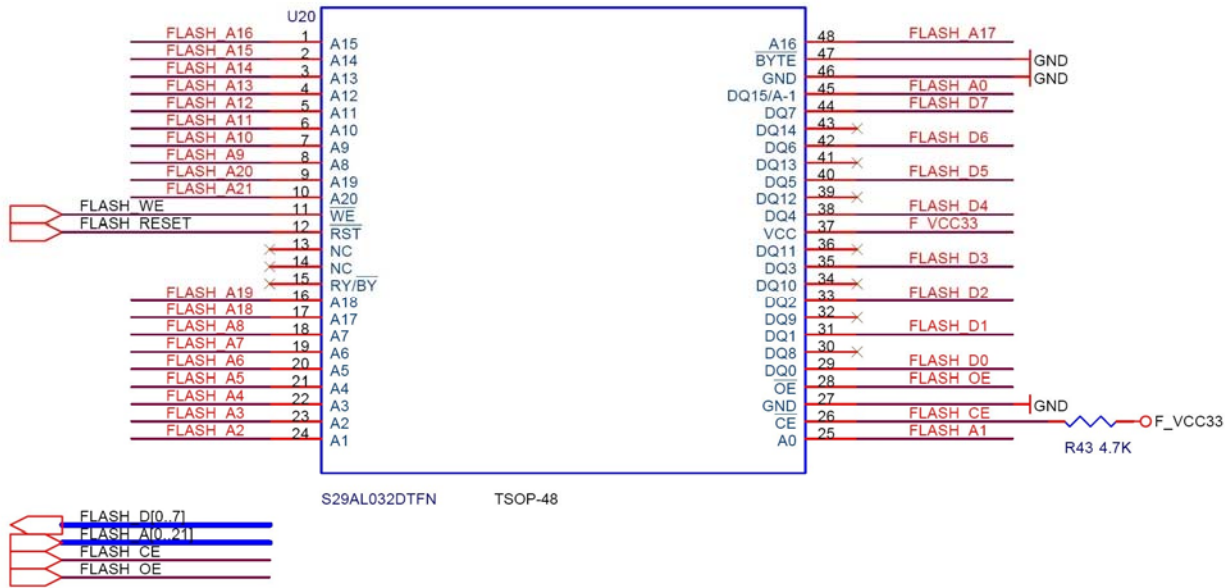 U20
FLASH_A16 1 A15 A16 48 FLASH_A17
FLASH_A15 2 A14 BYTE 47 GND
FLASH_A14 3 A13 GND 46 GND
FLASH_A13 4 A12 DQ15/A-1 45 FLASH_A0
FLASH_A12 5 A11 DQ7 44 FLASH_D7
FLASH_A11 6 A10 DQ14 43
FLASH_A10 7 A9 DQ6 42 FLASH_D6
FLASH_A9 8 A8 DQ13 41
FLASH_A20 9 A19 DQ5 40 FLASH_D5
FLASH_A21 10 A20 DQ12 39
FLASH_WE 11 WE DQ4 38 FLASH_D4
FLASH_RESET 12 RST VCC 37 F_VCC33
13 NC DQ11 36
14 NC DQ3 35 FLASH_D3
15 RY/BY DQ10 34
FLASH_A19 16 A18 DQ2 33 FLASH_D2
FLASH_A18 17 A17 DQ9 32
FLASH_A8 18 A7 DQ1 31 FLASH_D1
FLASH_A7 19 A6 DQ8 30
FLASH_A6 20 A5 DQ0 29 FLASH_D0
FLASH_A5 21 A4 OE 28 FLASH_OE
FLASH_A4 22 A3 GND 27 GND
FLASH_A3 23 A2 CE 26 FLASH_CE F_VCC33
FLASH_A2 24 A1 A0 25 FLASH_A1
R43 4.7K
S29AL032DTFN TSOP-48
FLASH_D[0..7]
FLASH_A[0..21]
FLASH_CE
FLASH_OE